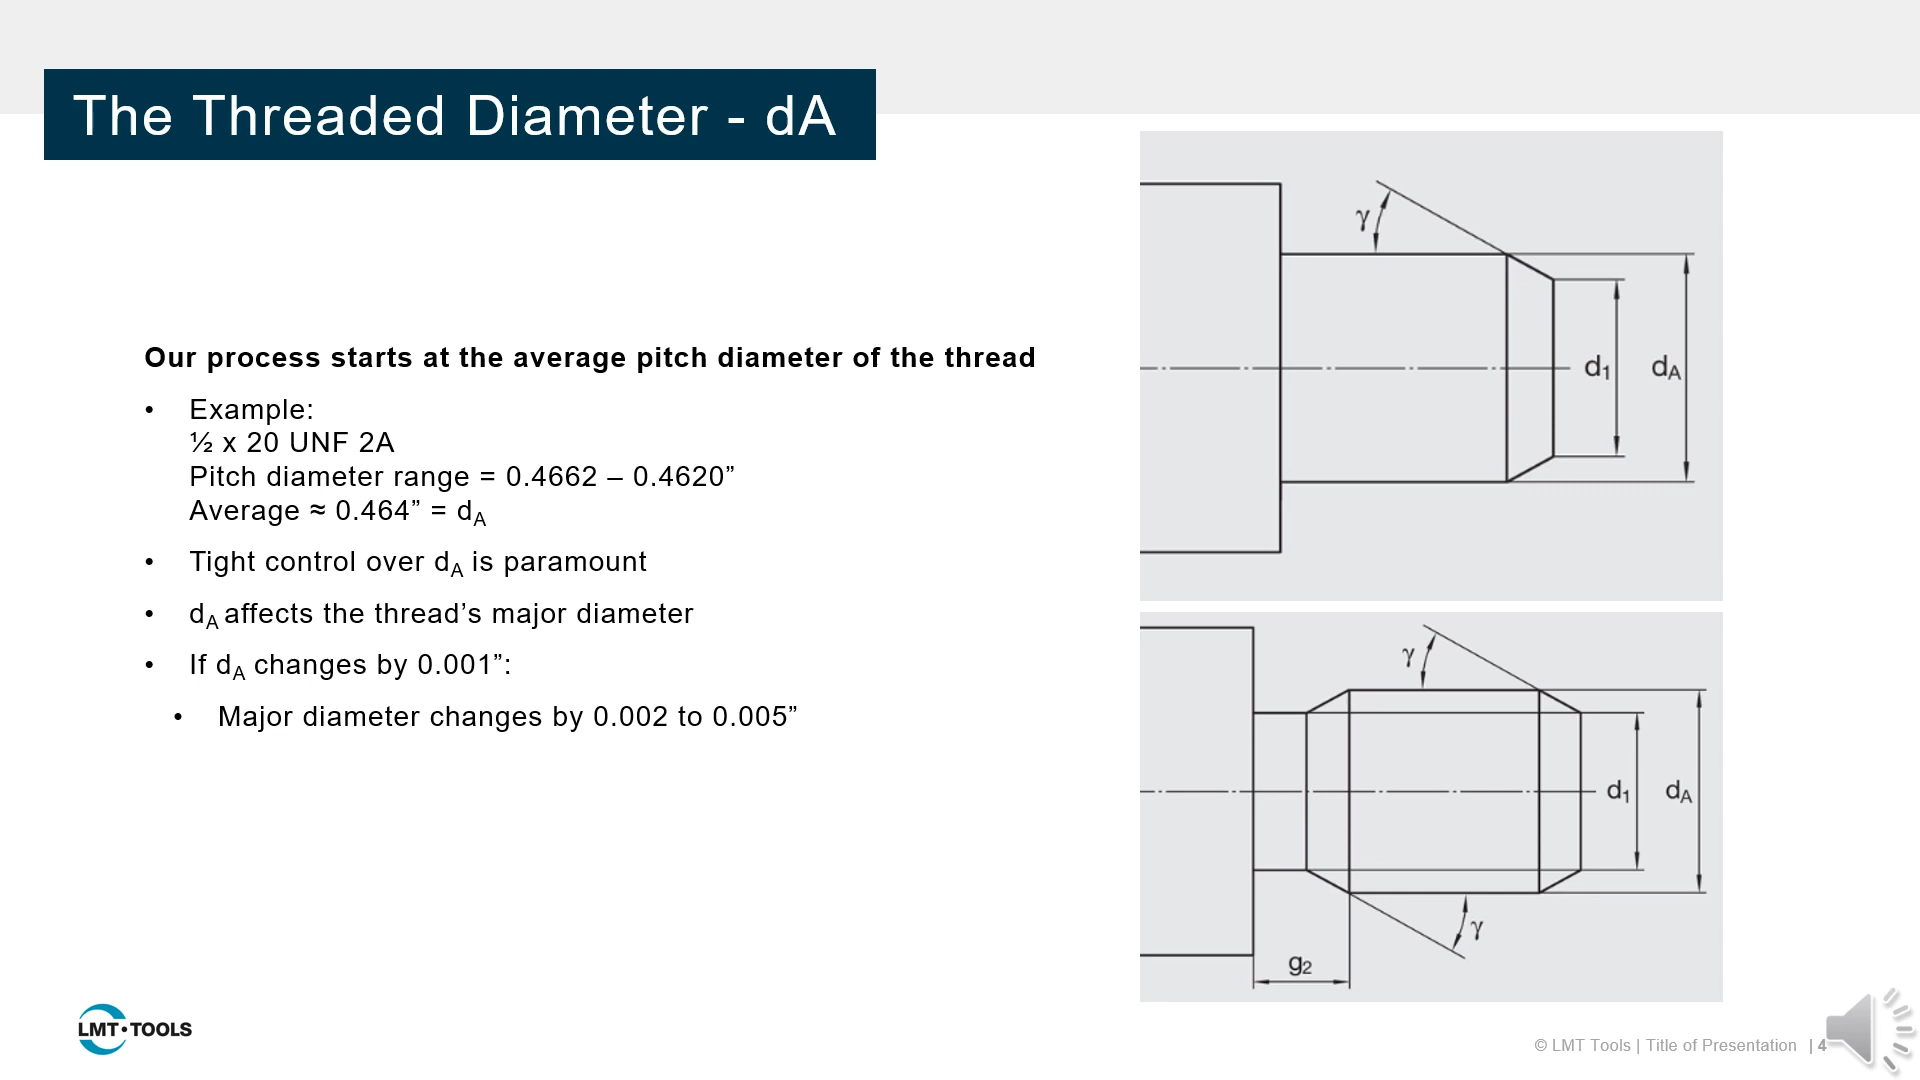 The Threaded Diameter - dA
Our process starts at the average pitch diameter of the thread
• Example:
½ x 20 UNF 2A
Pitch diameter range = 0.4662 – 0.4620”
Average ≈ 0.464” = dA
• Tight control over dA is paramount
• dA affects the thread’s major diameter
• If dA changes by 0.001”:
• Major diameter changes by 0.002 to 0.005”
γ
d1
dA
γ
d1
dA
γ
g2
LMT•TOOLS
© LMT Tools | Title of Presentation | 4